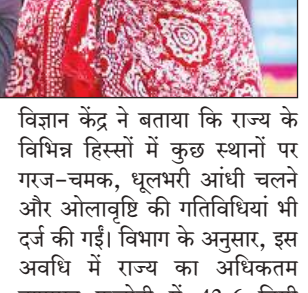 विज्ञान केंद्र ने बताया कि राज्य के
विभिन्न हिस्सों में कुछ स्थानों पर
गरज-चमक, धूलभरी आंधी चलने
और ओलावृष्टि की गतिविधियां भी
दर्ज की गईं। विभाग के अनुसार, इस
अवधि में राज्य का अधिकतम